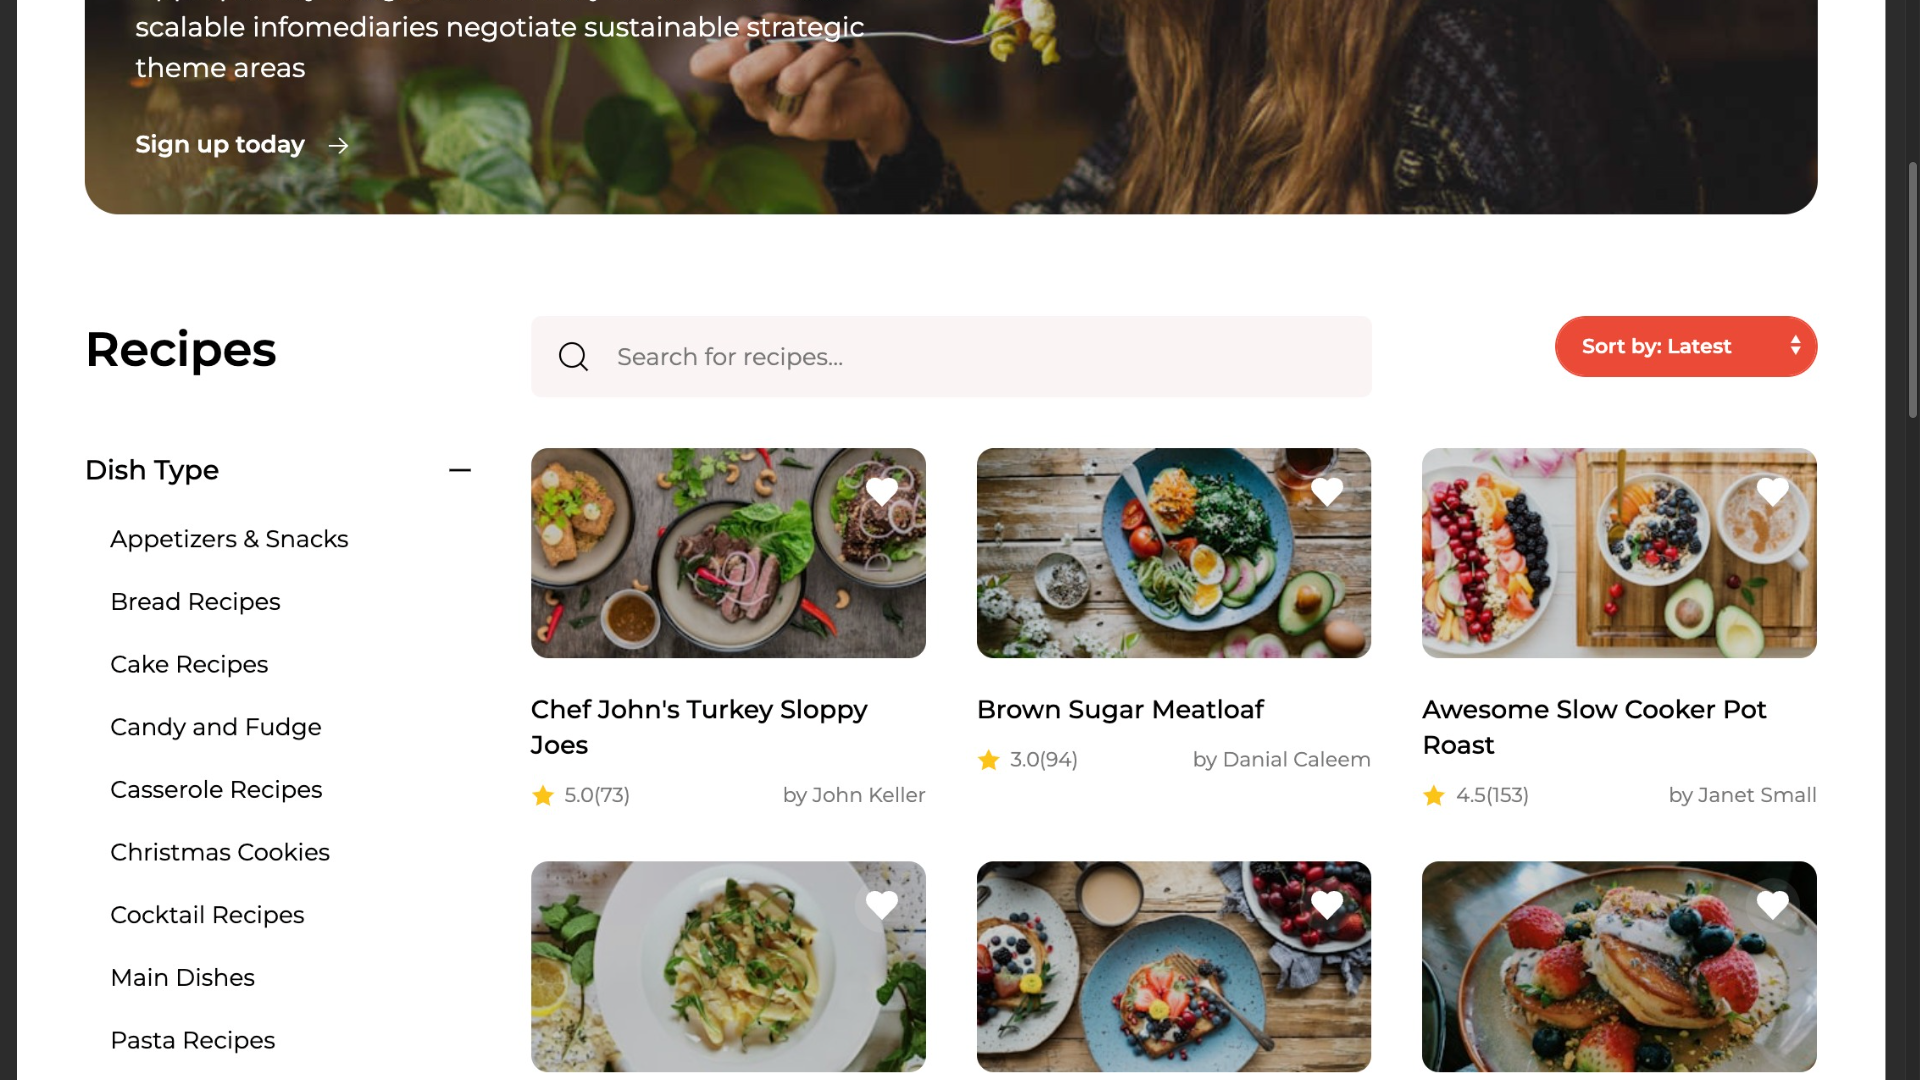 scalable infomediaries negotiate sustainable strategic
theme areas
Sign up today
Recipes
Search for recipes...
Sort by: Latest
Dish Type
Appetizers & Snacks
Bread Recipes
Cake Recipes
Candy and Fudge
Casserole Recipes
Christmas Cookies
Cocktail Recipes
Main Dishes
Pasta Recipes
Chef John's Turkey Sloppy
Joes
5.0(73)
by John Keller
Brown Sugar Meatloaf
3.0(94)
by Danial Caleem
Awesome Slow Cooker Pot
Roast
4.5(153)
by Janet Small